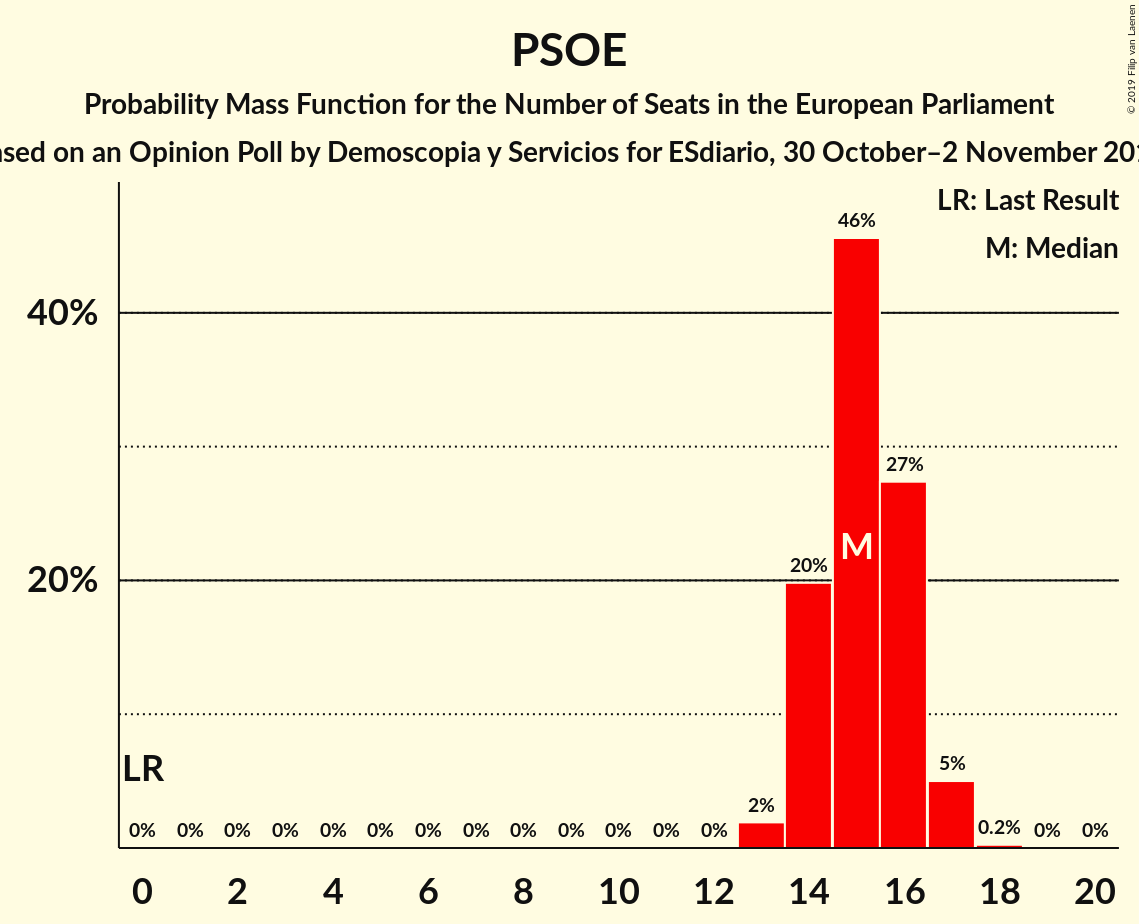 PSOE
Probability Mass Function for the Number of Seats in the European Parliament
on an Opinion Poll by Demoscopia y Servicios for ESdiario, 30 October–2 November
© 2019 Filip van Laenen
LR: Last Result
M: Median
46%
40%
27%
M
20%
20%
LR
5%
2%
0% 0% 0% 0% 0% 0% 0% 0% 0% 0% 0% 0% 0% 0.2% 0% 0%
0 2 4 6 8 10 12 14 16 18 20